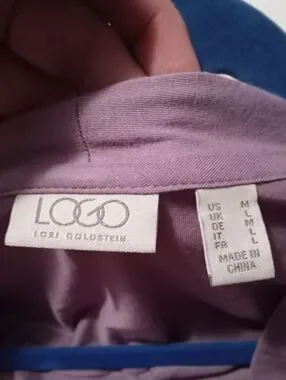 LOGO
LORI GOLDSTEIN
US M
UK L
DE M
IT L
FR L
MADE IN
CHINA